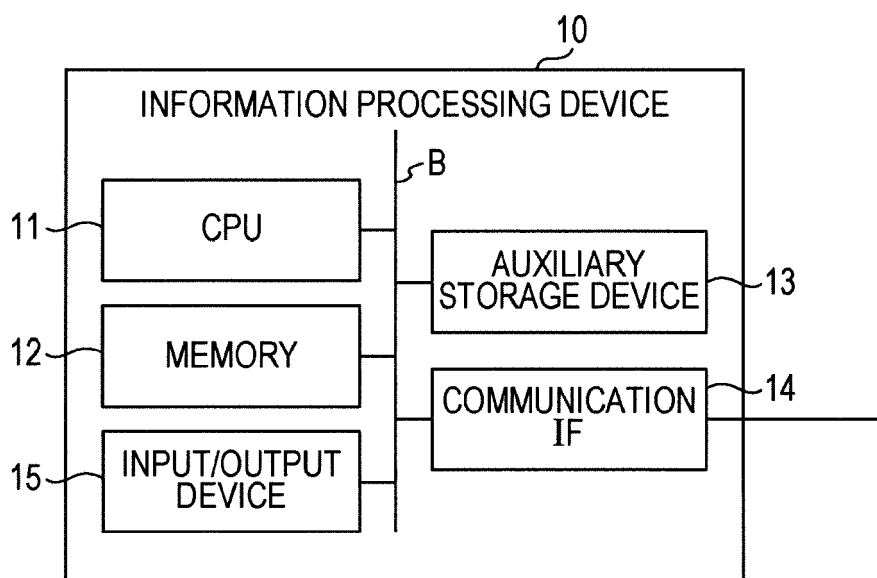 10
INFORMATION PROCESSING DEVICE
B
11
CPU
AUXILIARY
STORAGE DEVICE
13
12
MEMORY
COMMUNICATION
IF
14
15
INPUT/OUTPUT
DEVICE